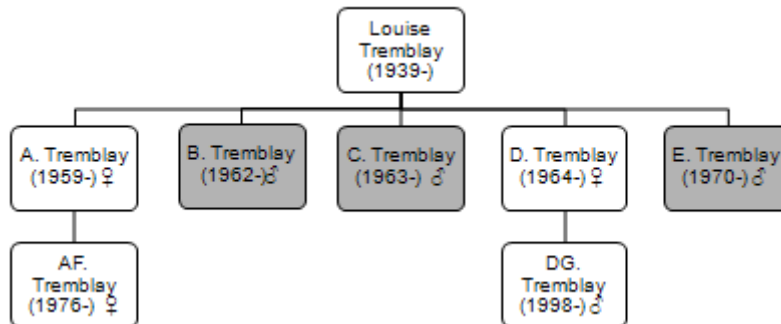 Louise
Tremblay
(1939-)
A. Tremblay
(1959-) ♀
B. Tremblay
(1962-)♂
C. Tremblay
(1963-) ♂
D. Tremblay
(1964-) ♀
E. Tremblay
(1970-)♂
AF.
Tremblay
(1976-) ♀
DG.
Tremblay
(1998-)♂